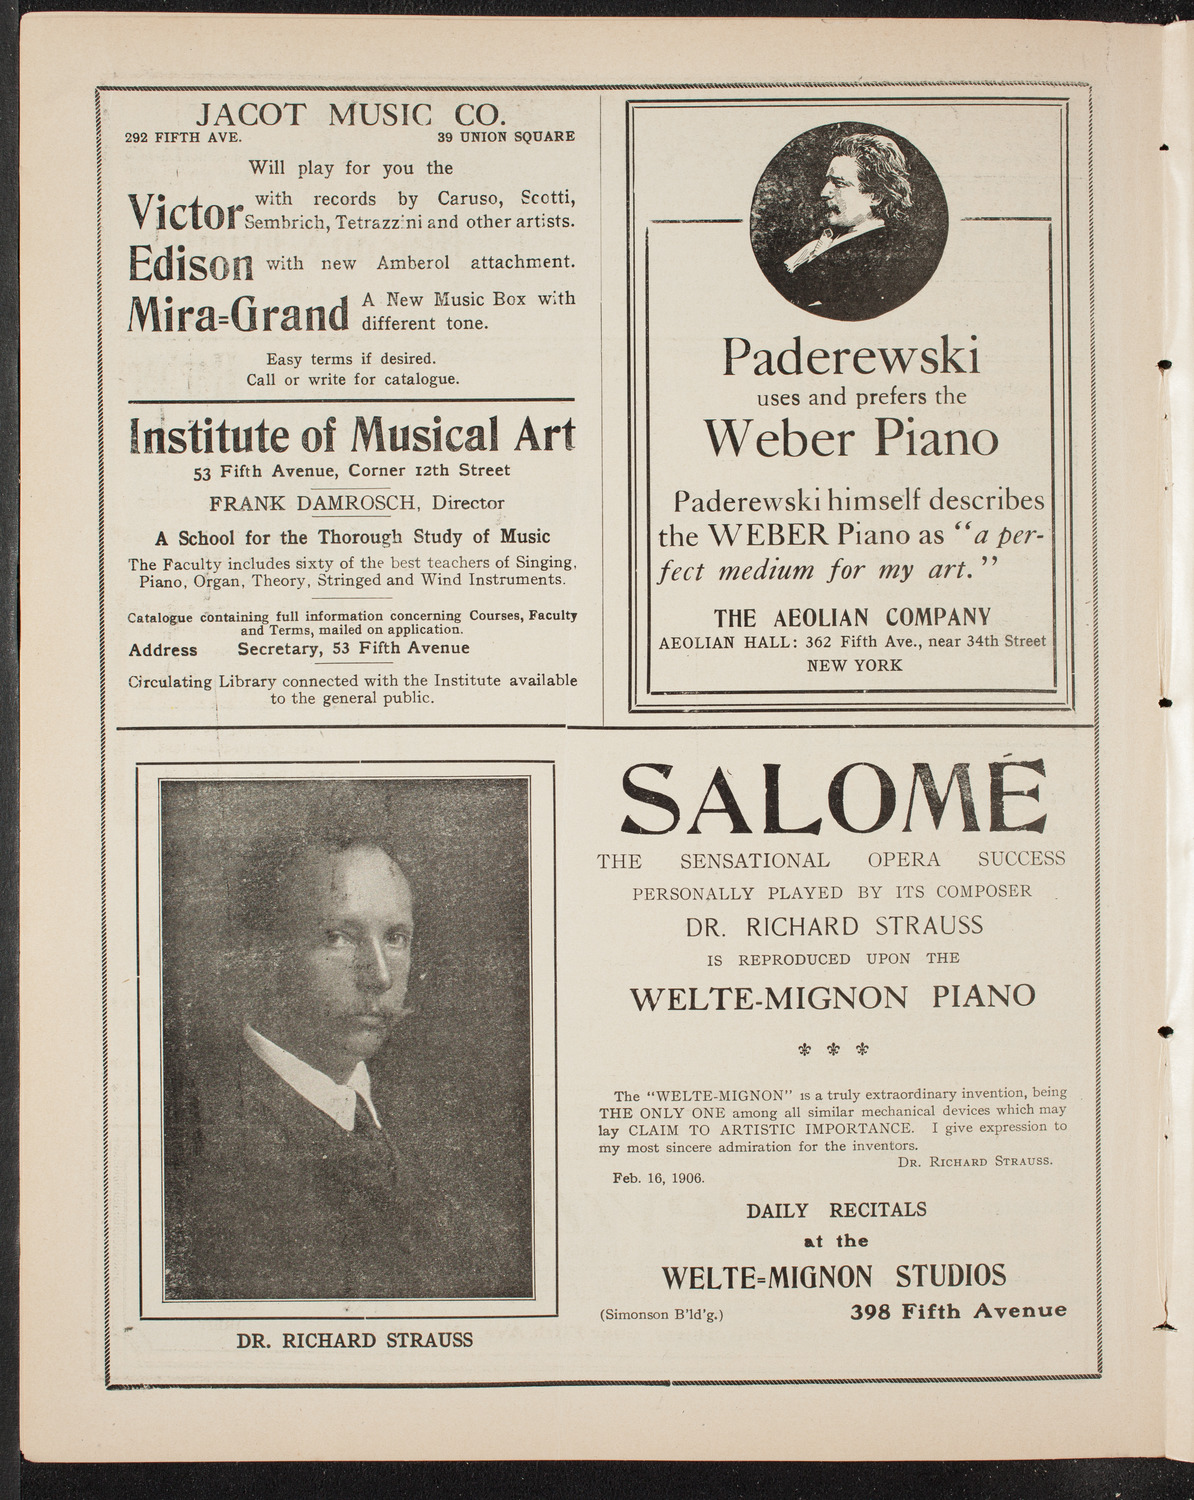 JACOT MUSIC CO.
292 FIFTH AVE. 39 UNION SQUARE
Will play for you the
Victor with records by Caruso, Scotti,
Sembrich, Tetrazzini and other artists.
Edison with new Amberol attachment.
Mira=Grand A New Music Box with
different tone.
Easy terms if desired.
Call or write for catalogue.
Institute of Musical Art
53 Fifth Avenue, Corner 12th Street
FRANK DAMROSCH, Director
A School for the Thorough Study of Music
The Faculty includes sixty of the best teachers of Singing,
Piano, Organ, Theory, Stringed and Wind Instruments.
Catalogue containing full information concerning Courses, Faculty
and Terms, mailed on application.
Address Secretary, 53 Fifth Avenue
Circulating Library connected with the Institute available
to the general public.
Paderewski
uses and prefers the
Weber Piano
Paderewski himself describes
the WEBER Piano as "a per-
fect medium for my art."
THE AEOLIAN COMPANY
AEOLIAN HALL: 362 Fifth Ave., near 34th Street
NEW YORK
DR. RICHARD STRAUSS
SALOMÉ
THE SENSATIONAL OPERA SUCCESS
PERSONALLY PLAYED BY ITS COMPOSER
DR. RICHARD STRAUSS
IS REPRODUCED UPON THE
WELTE-MIGNON PIANO
The "WELTE-MIGNON" is a truly extraordinary invention, being
THE ONLY ONE among all similar mechanical devices which may
lay CLAIM TO ARTISTIC IMPORTANCE. I give expression to
my most sincere admiration for the inventors.
DR. RICHARD STRAUSS.
Feb. 16, 1906.
DAILY RECITALS
at the
WELTE=MIGNON STUDIOS
(Simonson B'ld'g.) 398 Fifth Avenue